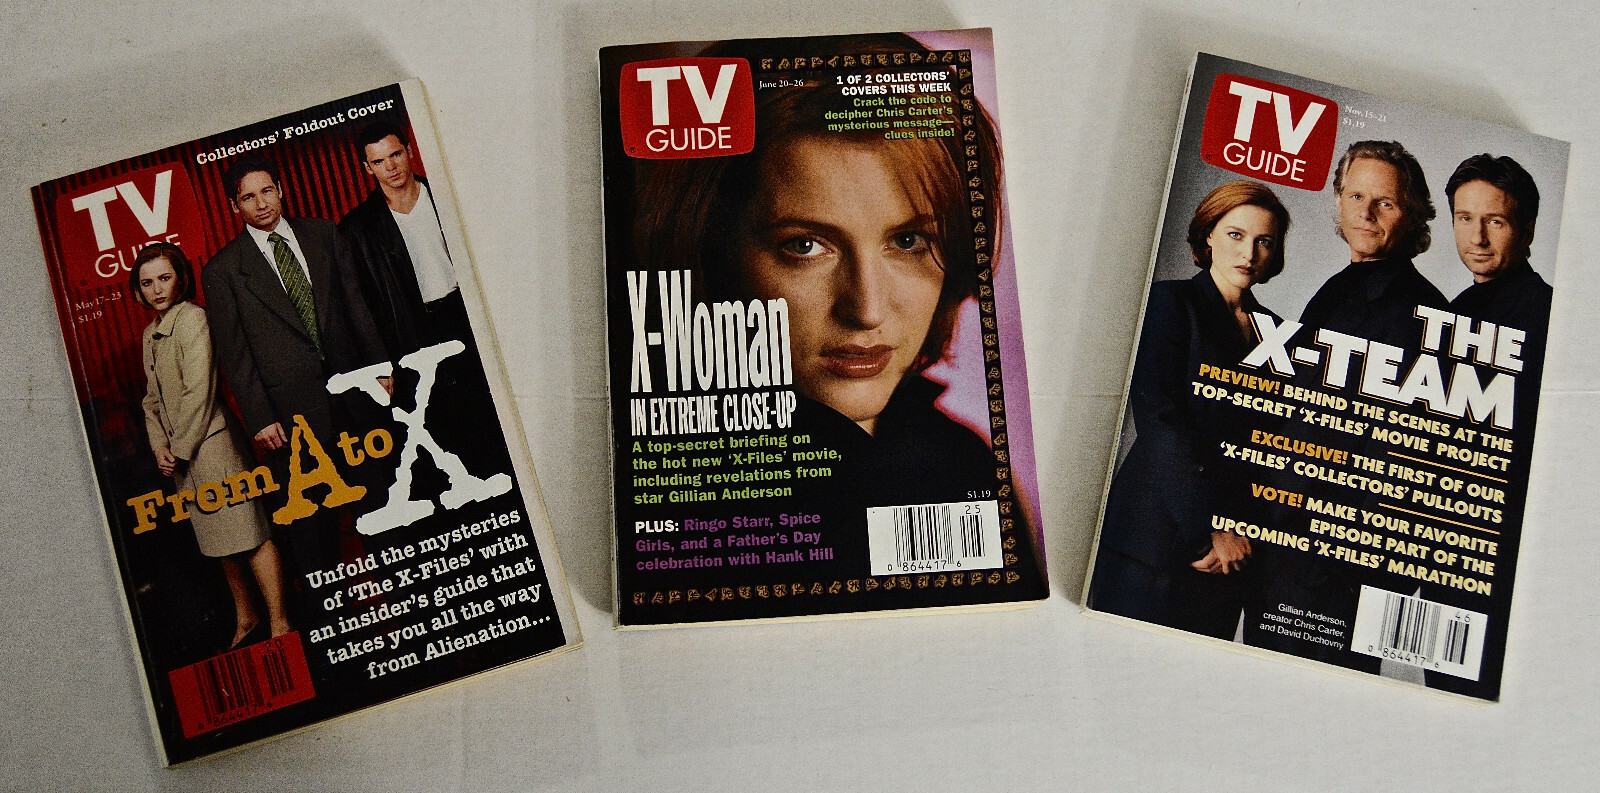 Collectors' Foldout Cover
TV
GUIDE
May 17–23
$1.19
From A to X
Unfold the mysteries
of 'The X-Files' with
an insider's guide that
takes you all the way
from Alienation...
0 864417 6
TV
GUIDE
June 20–26
1 OF 2 COLLECTORS'
COVERS THIS WEEK
Crack the code to
decipher Chris Carter's
mysterious message—
clues inside!
X-Woman
IN EXTREME CLOSE-UP
A top-secret briefing on
the hot new 'X-Files' movie,
including revelations from
star Gillian Anderson
PLUS: Ringo Starr, Spice
Girls, and a Father's Day
celebration with Hank Hill
$1.19
25
0 864417 6
TV
GUIDE
Nov. 15–21
$1.19
THE
X-TEAM
PREVIEW! BEHIND THE SCENES AT THE
TOP-SECRET 'X-FILES' MOVIE PROJECT
EXCLUSIVE! THE FIRST OF OUR
'X-FILES' COLLECTORS' PULLOUTS
VOTE! MAKE YOUR FAVORITE
EPISODE PART OF THE
UPCOMING 'X-FILES' MARATHON
Gillian Anderson,
creator Chris Carter,
and David Duchovny
46
0 864417 6